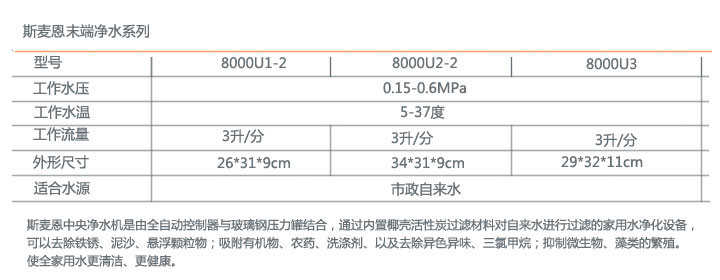 斯麦恩末端净水系列
型号 8000U1-2 8000U2-2 8000U3
工作水压 0.15-0.6MPa
工作水温 5-37度
工作流量 3升/分 3升/分 3升/分
外形尺寸 26*31*9cm 34*31*9cm 29*32*11cm
适合水源 市政自来水
斯麦恩中央净水机是由全自动控制器与玻璃钢压力罐结合，通过内置椰壳活性炭过滤材料对自来水进行过滤的家用水净化设备，
可以去除铁锈、泥沙、悬浮颗粒物；吸附有机物、农药、洗涤剂、以及去除异色异味、三氯甲烷；抑制微生物、藻类的繁殖。
使全家用水更清洁、更健康。